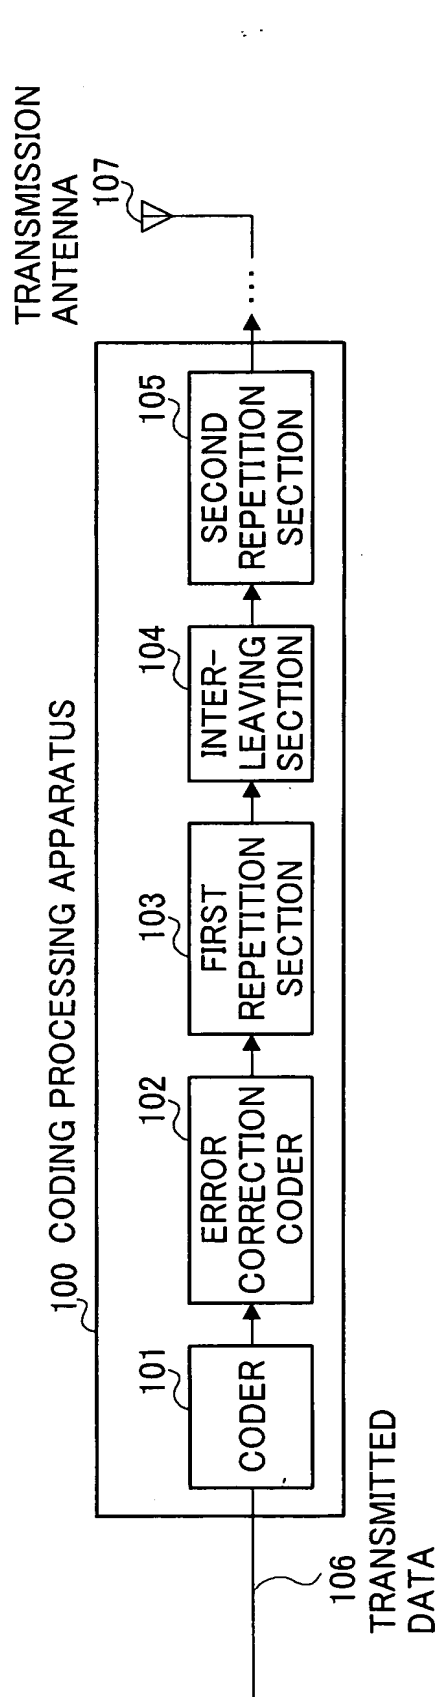 100 CODING PROCESSING APPARATUS
TRANSMISSION
ANTENNA
107
101
102
103
104
105
CODER
ERROR
CORRECTION
CODER
FIRST
REPETITION
SECTION
INTER-
LEAVING
SECTION
SECOND
REPETITION
SECTION
...
106
TRANSMITTED
DATA